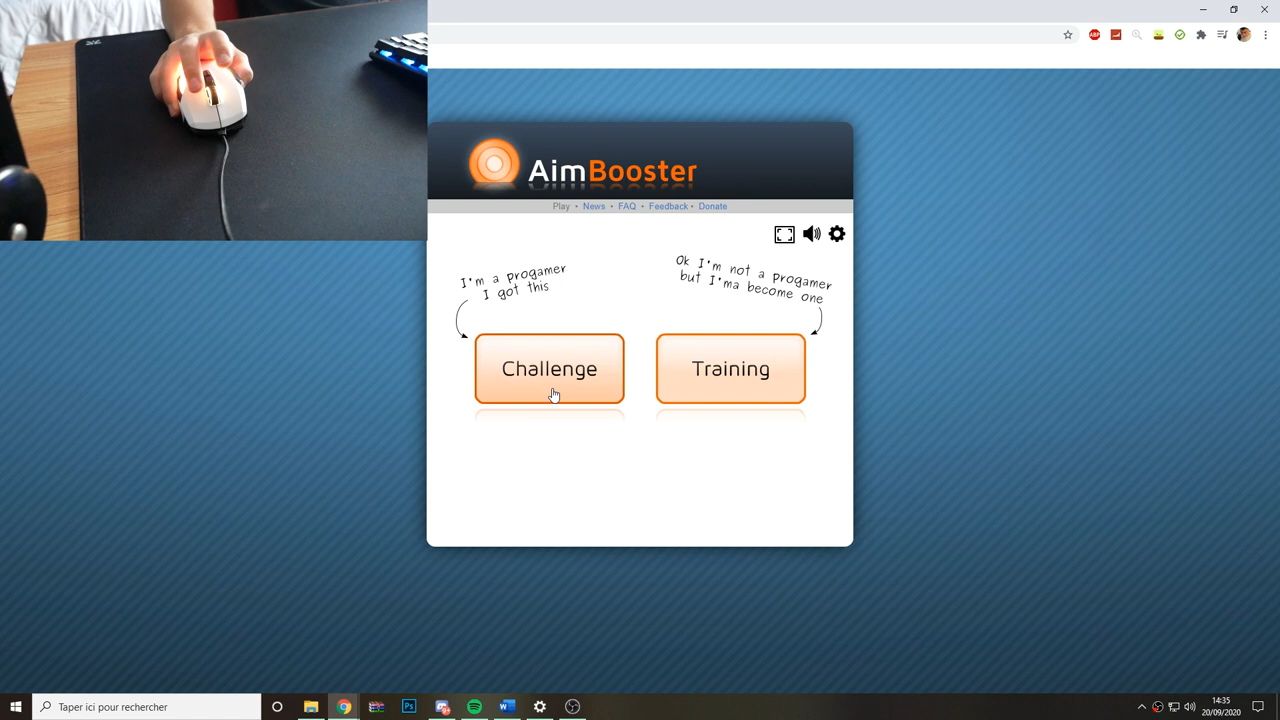 AimBooster
Play • News • FAQ • Feedback • Donate
I'm a progamer
I got this
Ok I'm not a progamer
but I'ma become one
Challenge
Training
Taper ici pour rechercher
14:35
20/09/2020